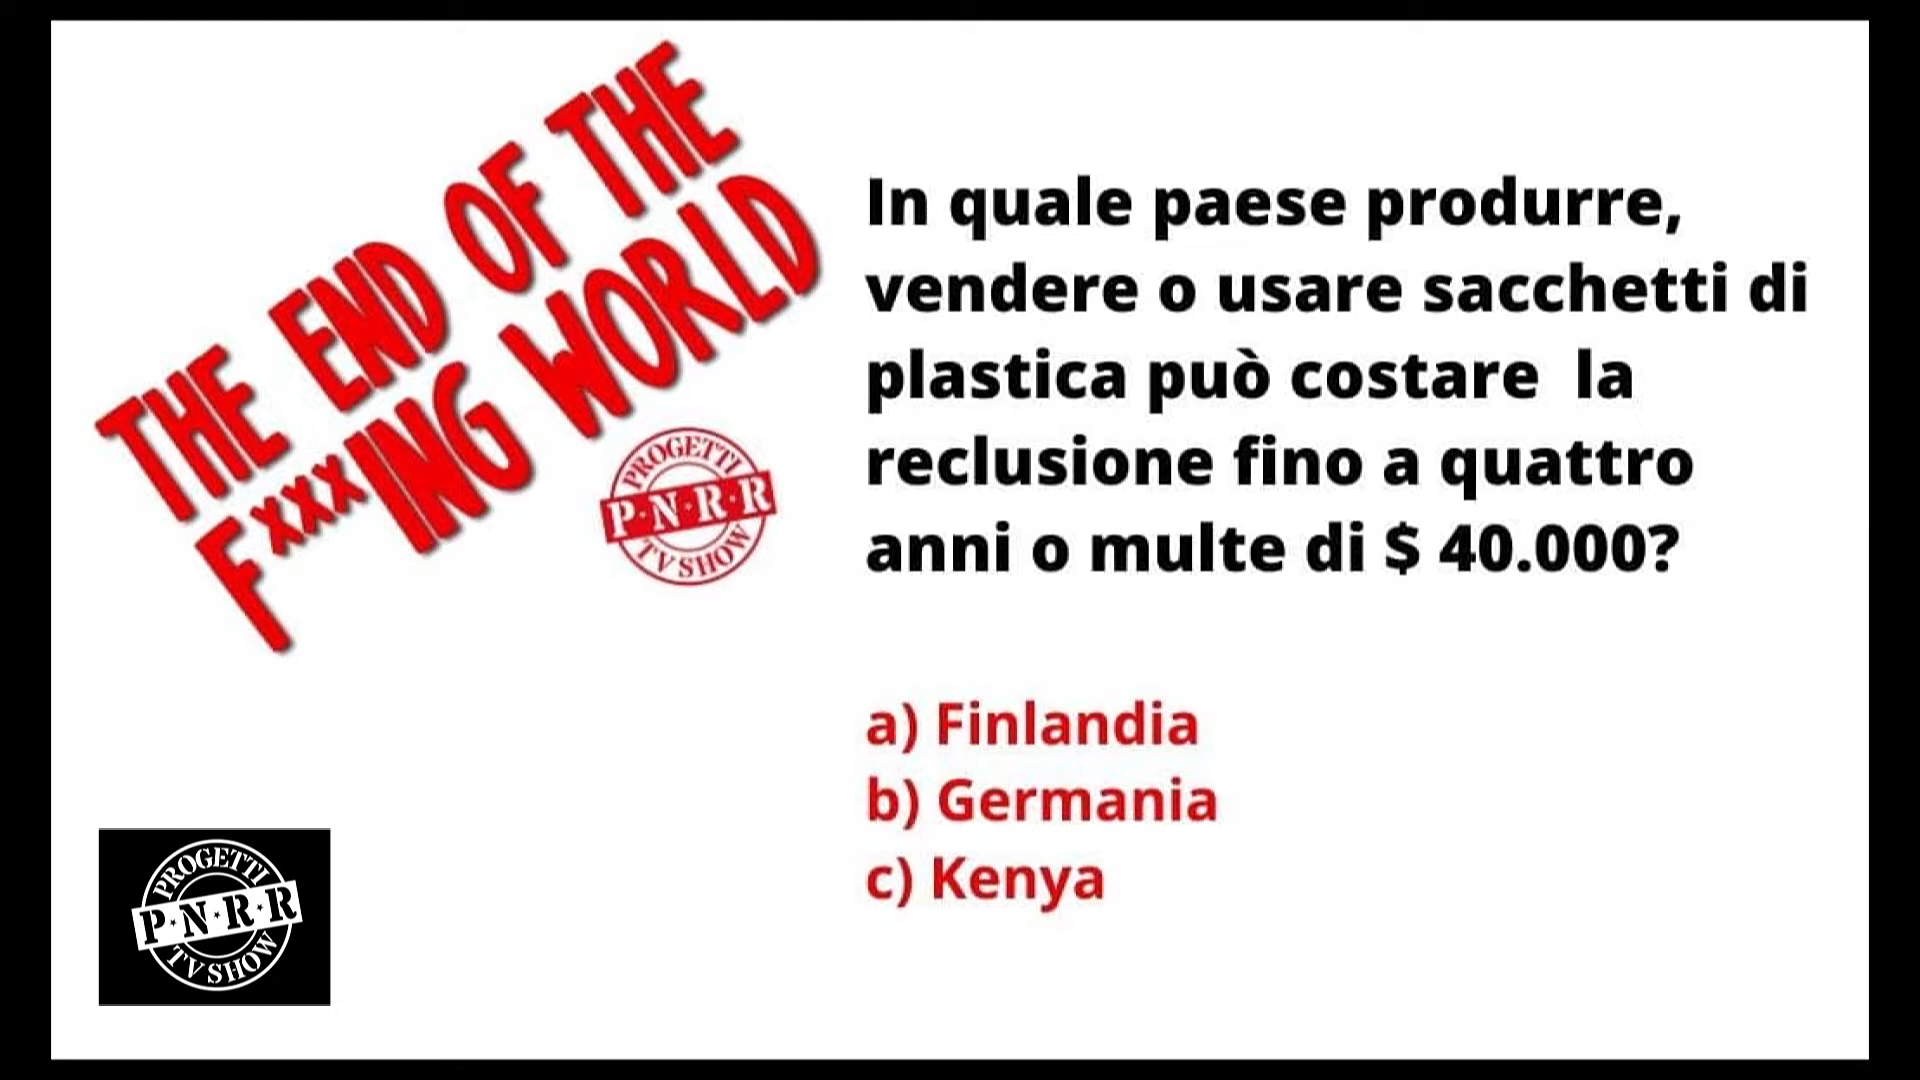 THE END OF THE
FxxxING WORLD
PROGETTI
P·N·R·R
TV SHOW
In quale paese produrre,
vendere o usare sacchetti di
plastica può costare  la
reclusione fino a quattro
anni o multe di $ 40.000?
a) Finlandia
b) Germania
c) Kenya
PROGETTI
P·N·R·R
TV SHOW